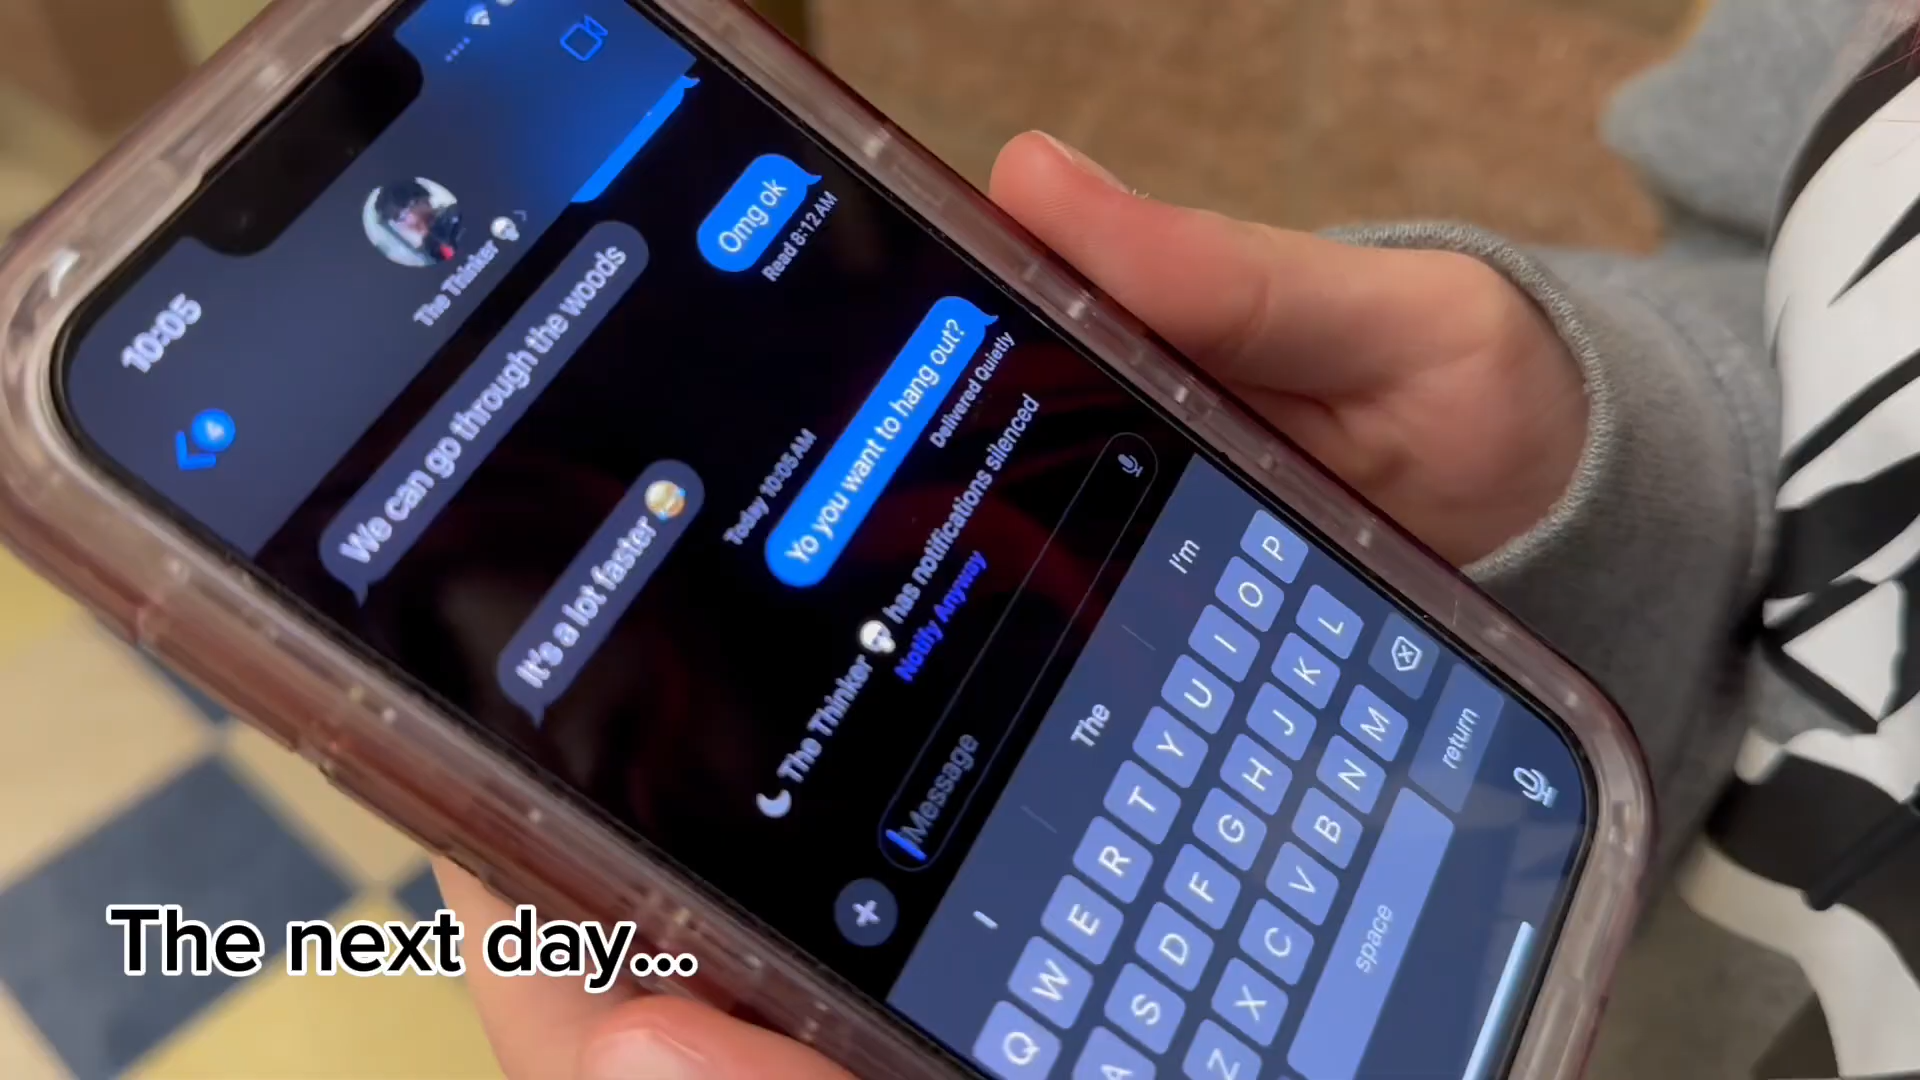 10:05
4
The Thinker 💀
We can go through the woods
It's a lot faster 😂
Omg ok
Read 8:12 AM
Today 10:05 AM
Yo you want to hang out?
Delivered Quietly
The Thinker 💀 has notifications silenced
Notify Anyway
Message
I
The
I'm
Q W E R T Y U I O P
A S D F G H J K L
Z X C V B N M
space
return
The next day...